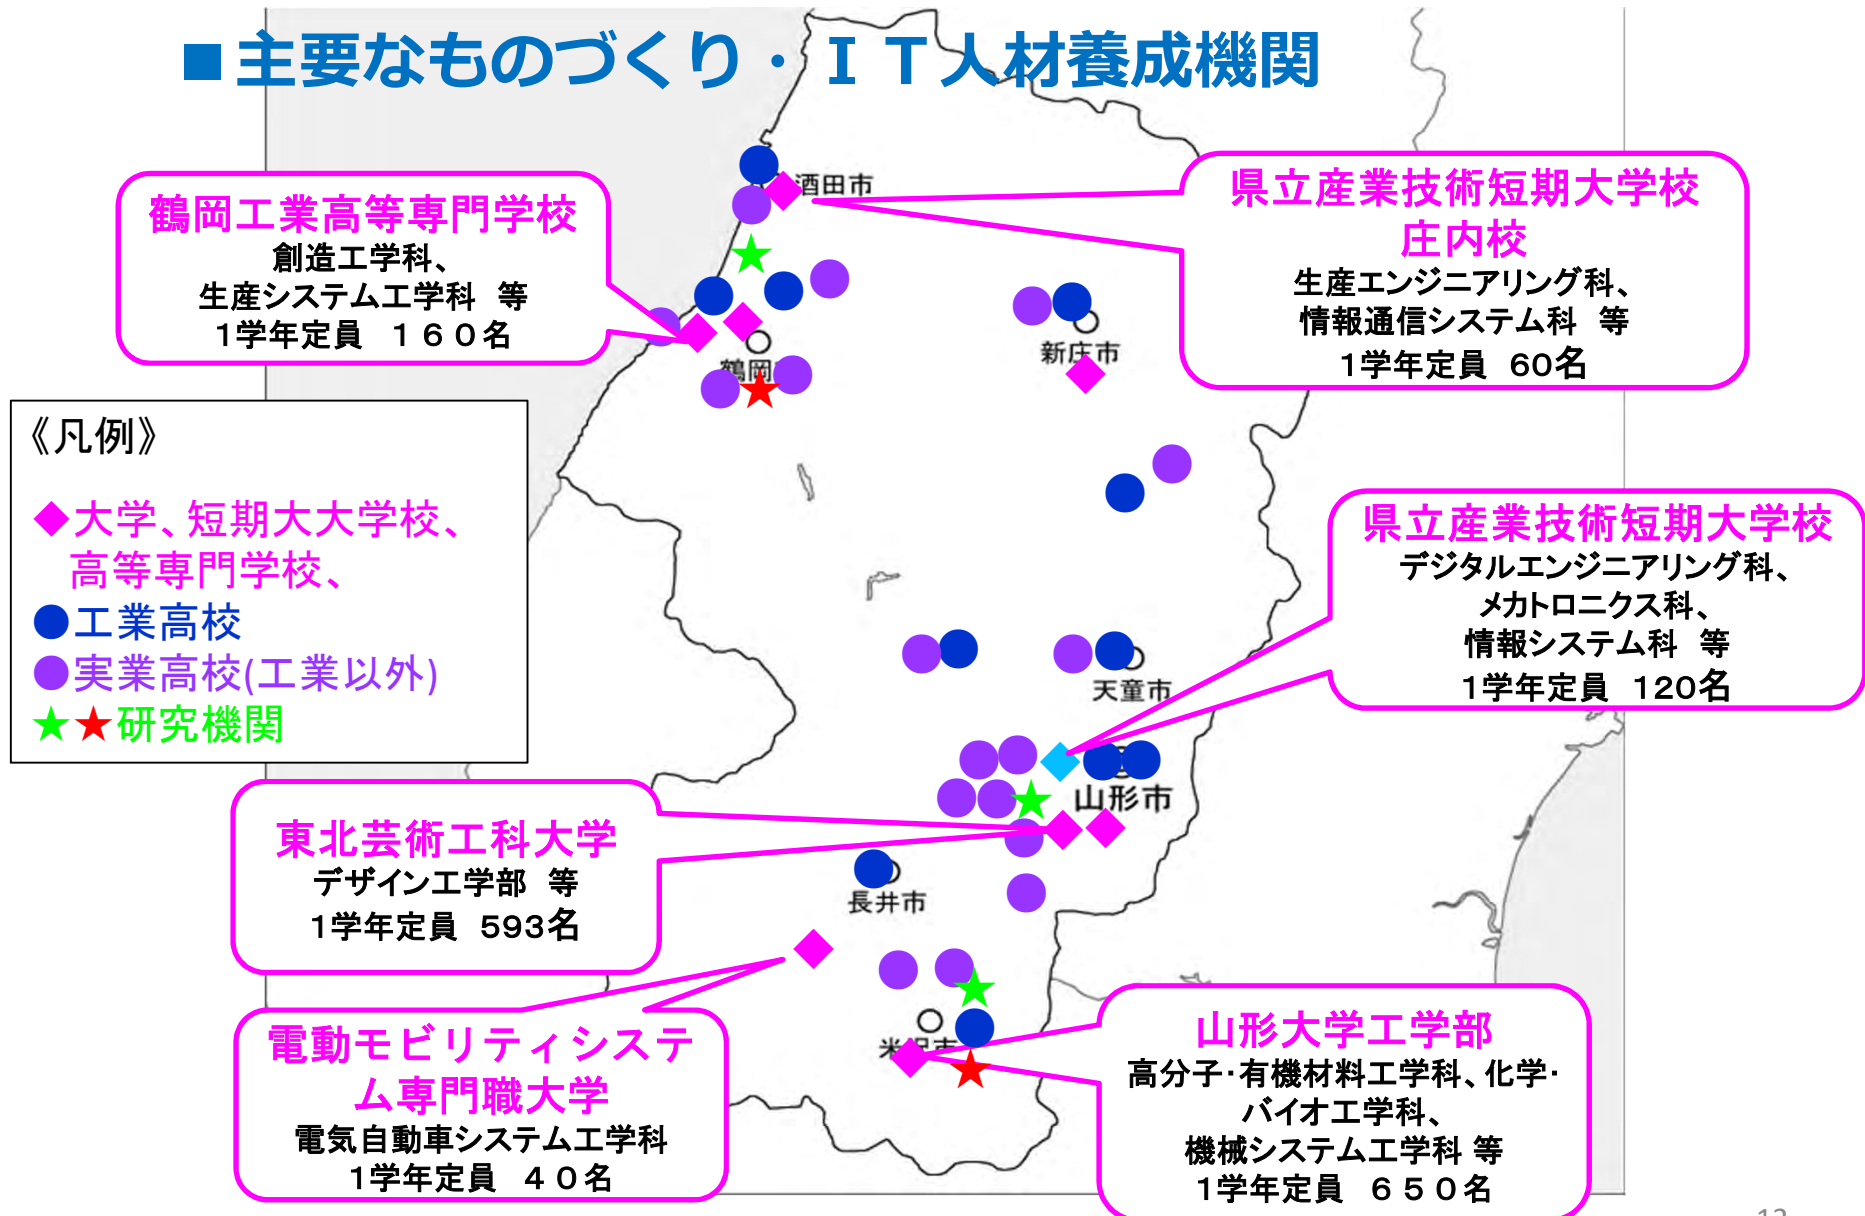 ■主要なものづくり・ＩＴ人材養成機関
酒田市
鶴岡工業高等専門学校
創造工学科、
生産システム工学科　等
1学年定員　１６０名
県立産業技術短期大学校
庄内校
生産エンジニアリング科、
情報通信システム科　等
1学年定員　60名
鶴岡
新庄市
《凡例》
◆大学、短期大大学校、
高等専門学校、
●工業高校
●実業高校(工業以外)
★★研究機関
県立産業技術短期大学校
デジタルエンジニアリング科、
メカトロニクス科、
情報システム科　等
1学年定員　120名
天童市
山形市
東北芸術工科大学
デザイン工学部　等
1学年定員　593名
長井市
電動モビリティシステ
ム専門職大学
電気自動車システム工学科
1学年定員　４０名
山形大学工学部
高分子・有機材料工学科、化学・
バイオ工学科、
機械システム工学科 等
1学年定員　６５０名